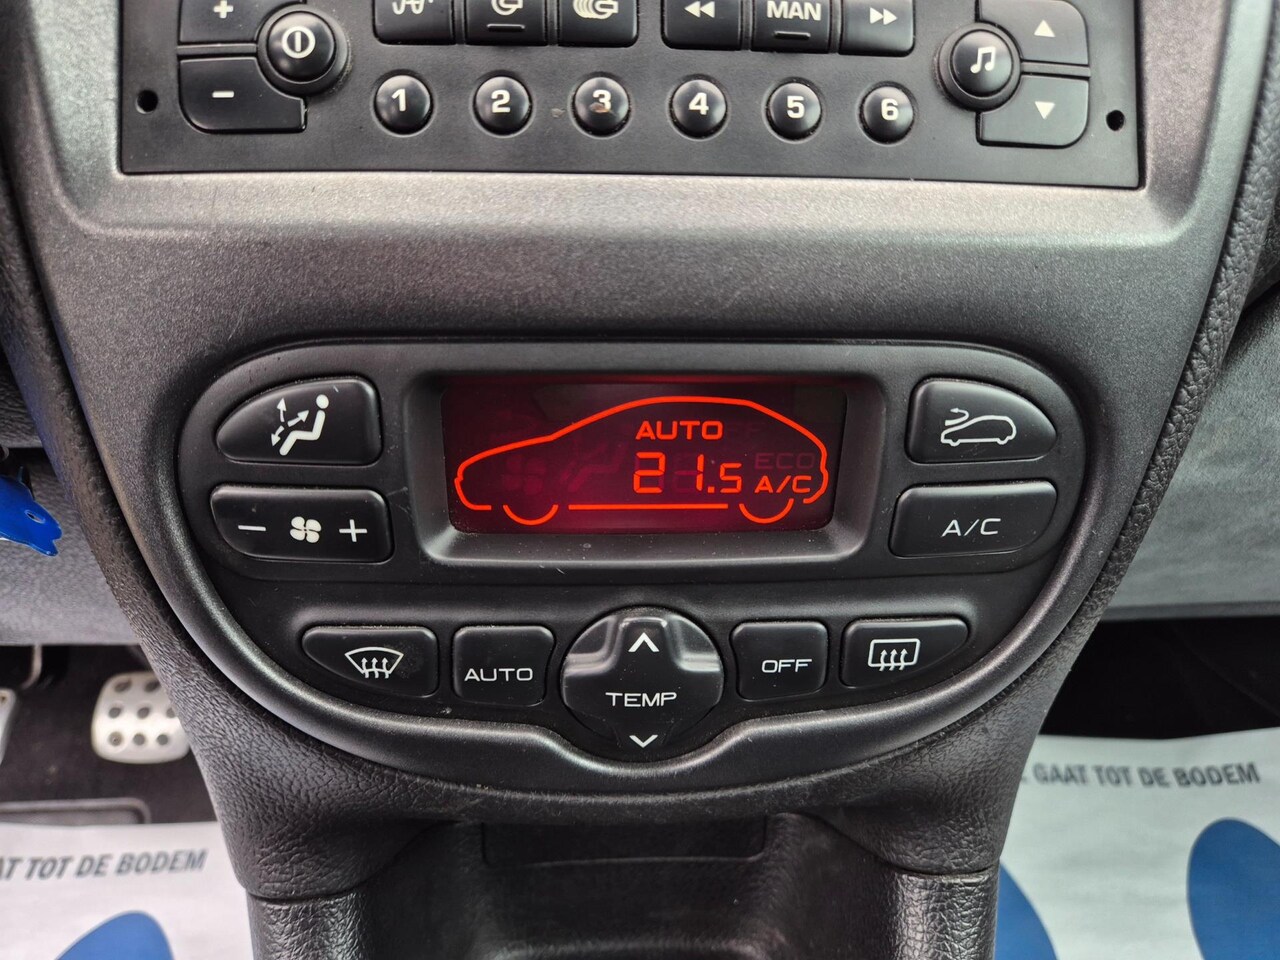 +
MAN
-
1 2 3 4 5 6
AUTO
ECO
21.5 A/C
- +
A/C
AUTO
TEMP
OFF
GAAT TOT DE BODEM
GAAT TOT DE BODEM